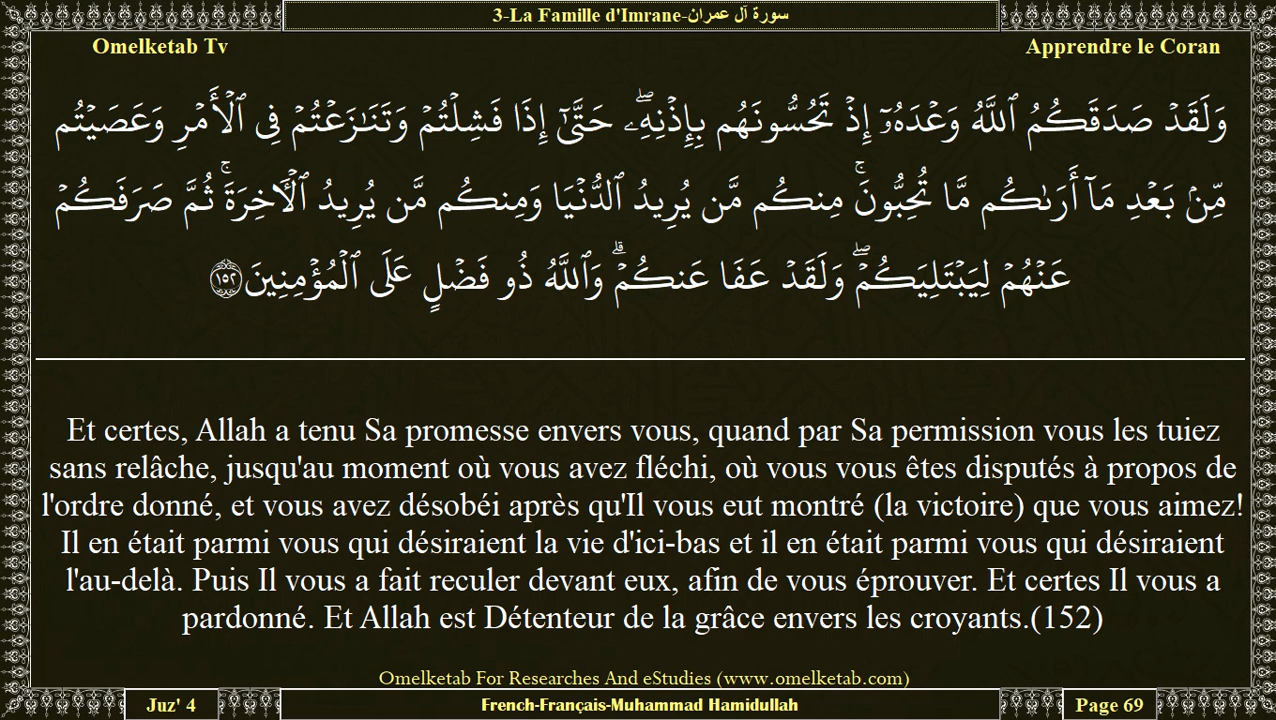 3-La Famille d'Imrane-سورة آل عمران
Omelketab Tv
Apprendre le Coran
وَلَقَدۡ صَدَقَكُمُ ٱللَّهُ وَعۡدَهُۥٓ إِذۡ تَحُسُّونَهُم بِإِذۡنِهِۦۖ حَتَّىٰٓ إِذَا فَشِلۡتُمۡ وَتَنَٰزَعۡتُمۡ فِي ٱلۡأَمۡرِ وَعَصَيۡتُم
مِّنۢ بَعۡدِ مَآ أَرَىٰكُم مَّا تُحِبُّونَۚ مِنكُم مَّن يُرِيدُ ٱلدُّنۡيَا وَمِنكُم مَّن يُرِيدُ ٱلۡأٓخِرَةَۚ ثُمَّ صَرَفَكُمۡ
عَنۡهُمۡ لِيَبۡتَلِيَكُمۡۖ وَلَقَدۡ عَفَا عَنكُمۡۗ وَٱللَّهُ ذُو فَضۡلٍ عَلَى ٱلۡمُؤۡمِنِينَ ١٥٢
Et certes, Allah a tenu Sa promesse envers vous, quand par Sa permission vous les tuiez
sans relâche, jusqu'au moment où vous avez fléchi, où vous vous êtes disputés à propos de
l'ordre donné, et vous avez désobéi après qu'Il vous eut montré (la victoire) que vous aimez!
Il en était parmi vous qui désiraient la vie d'ici-bas et il en était parmi vous qui désiraient
l'au-delà. Puis Il vous a fait reculer devant eux, afin de vous éprouver. Et certes Il vous a
pardonné. Et Allah est Détenteur de la grâce envers les croyants.(152)
Omelketab For Researches And eStudies (www.omelketab.com)
Juz' 4
French-Français-Muhammad Hamidullah
Page 69